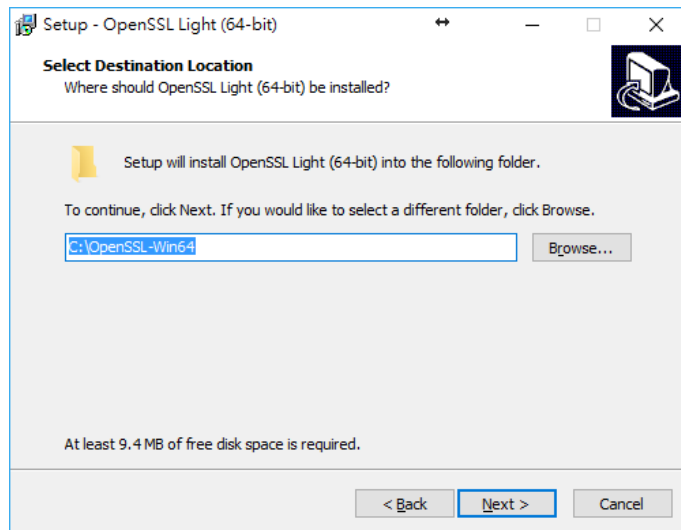 Setup - OpenSSL Light (64-bit)
Select Destination Location
Where should OpenSSL Light (64-bit) be installed?
Setup will install OpenSSL Light (64-bit) into the following folder.
To continue, click Next. If you would like to select a different folder, click Browse.
C:\OpenSSL-Win64
Browse...
At least 9.4 MB of free disk space is required.
< Back
Next >
Cancel